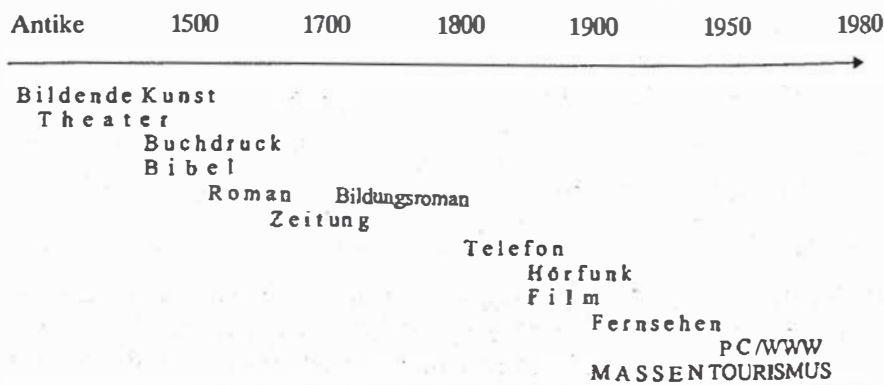 Antike 1500 1700 1800 1900 1950 1980
Bildende Kunst
Theater
Buchdruck
Bibel
Roman Bildungsroman
Zeitung
Telefon
Hörfunk
Film
Fernsehen
PC/WWW
MASSENTOURISMUS